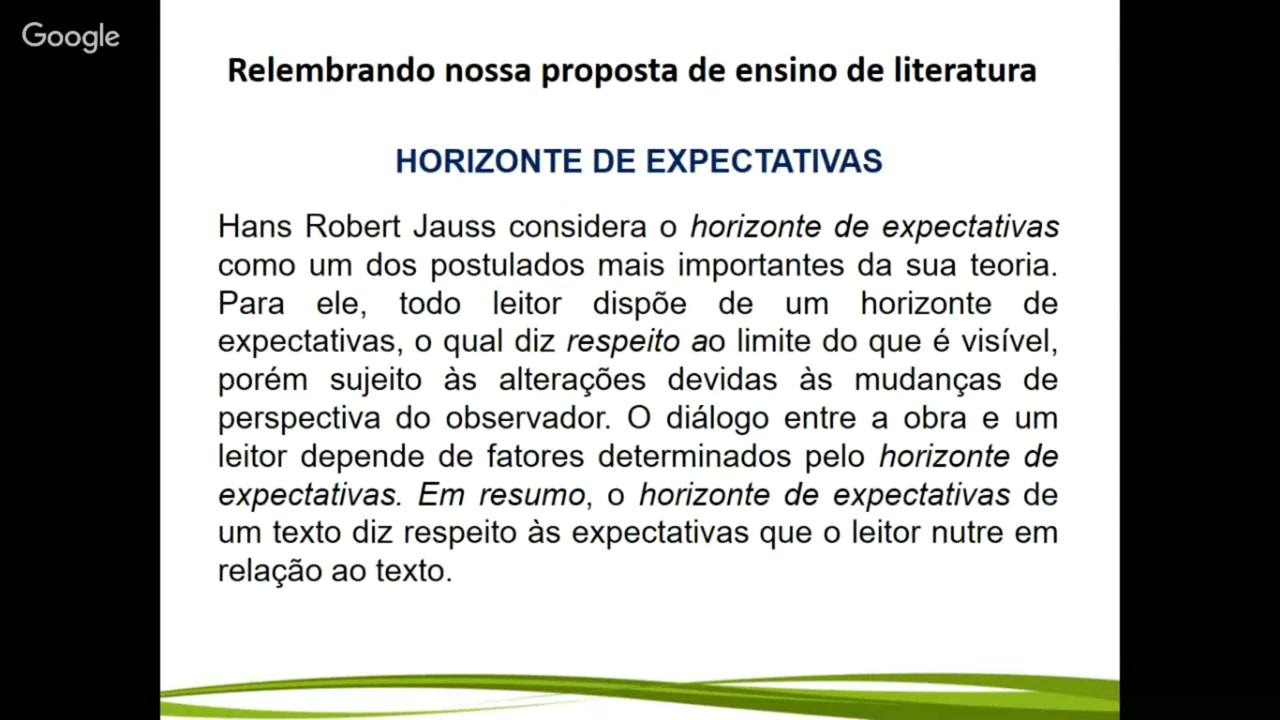 Google
Relembrando nossa proposta de ensino de literatura
HORIZONTE DE EXPECTATIVAS
Hans Robert Jauss considera o horizonte de expectativas
como um dos postulados mais importantes da sua teoria.
Para ele, todo leitor dispõe de um horizonte de
expectativas, o qual diz respeito ao limite do que é visível,
porém sujeito às alterações devidas às mudanças de
perspectiva do observador. O diálogo entre a obra e um
leitor depende de fatores determinados pelo horizonte de
expectativas. Em resumo, o horizonte de expectativas de
um texto diz respeito às expectativas que o leitor nutre em
relação ao texto.